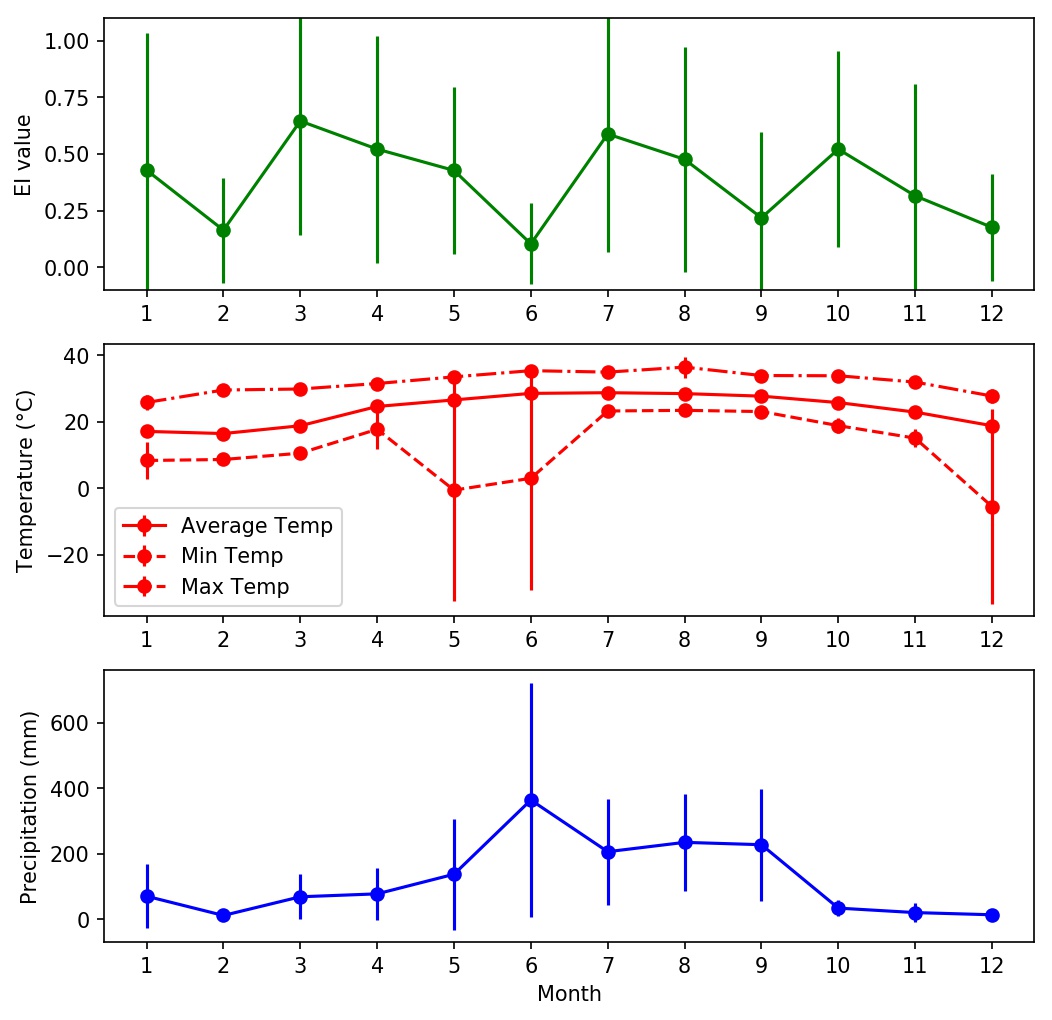 EI value
1.00
0.75
0.50
0.25
0.00
1 2 3 4 5 6 7 8 9 10 11 12
Temperature (°C)
40
20
0
−20
Average Temp
Min Temp
Max Temp
1 2 3 4 5 6 7 8 9 10 11 12
Precipitation (mm)
600
400
200
0
1 2 3 4 5 6 7 8 9 10 11 12
Month